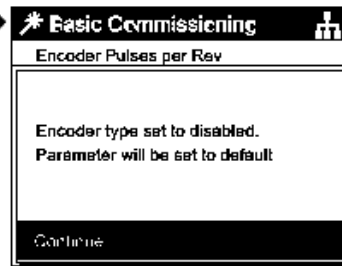 Basic Commissioning
Encoder Pulses per Rev
Encoder type set to disabled.
Parameter will be set to default
Continue